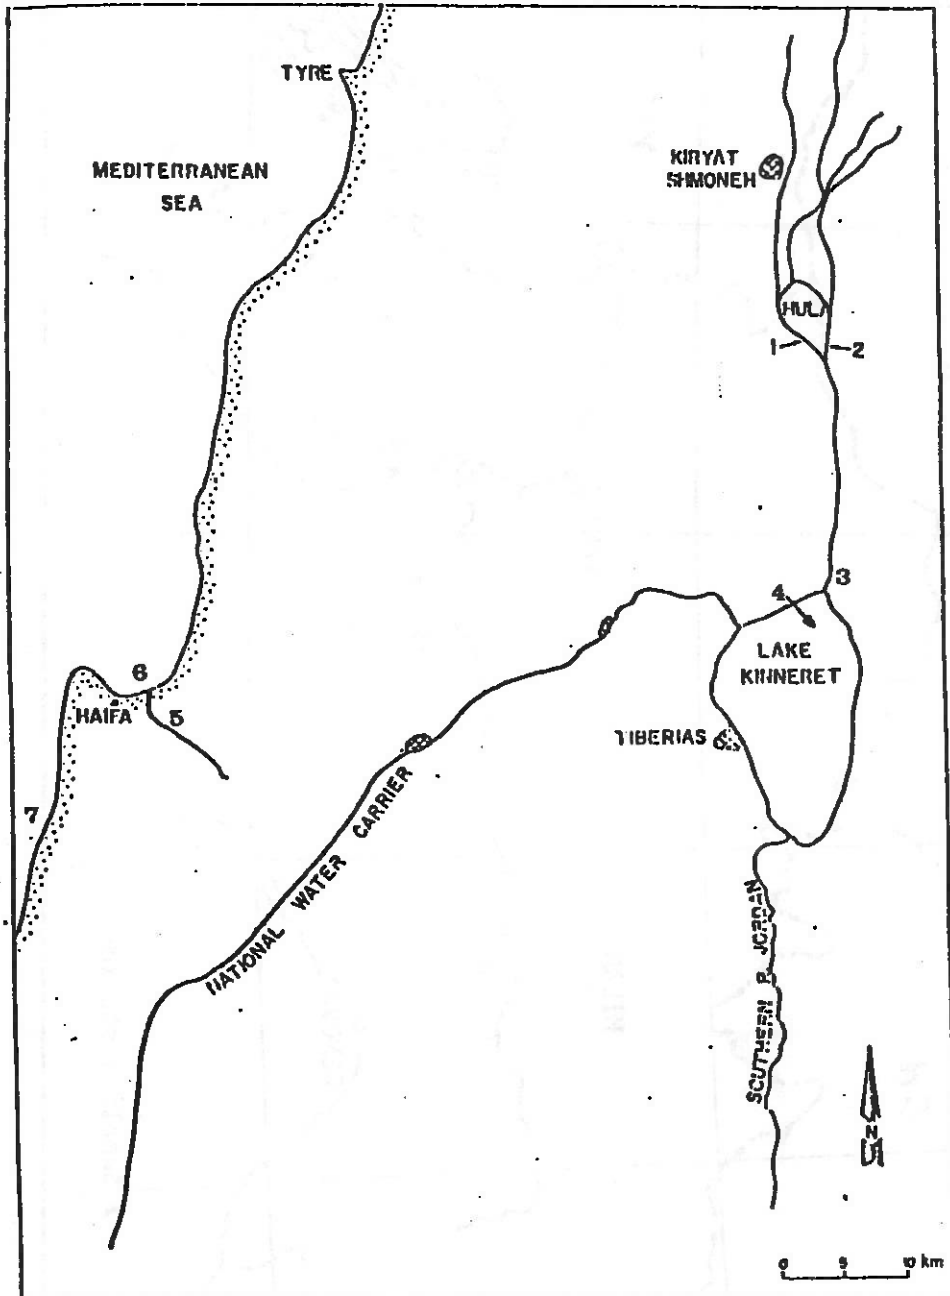 TYRE
MEDITERRANEAN
SEA
KIRYAT
SHMONEH
HULA
1
2
3
4
LAKE
KINNERET
6
HAIFA
5
TIBERIAS
7
NATIONAL WATER CARRIER
SOUTHERN R. JORDAN
N
0 5 10 km